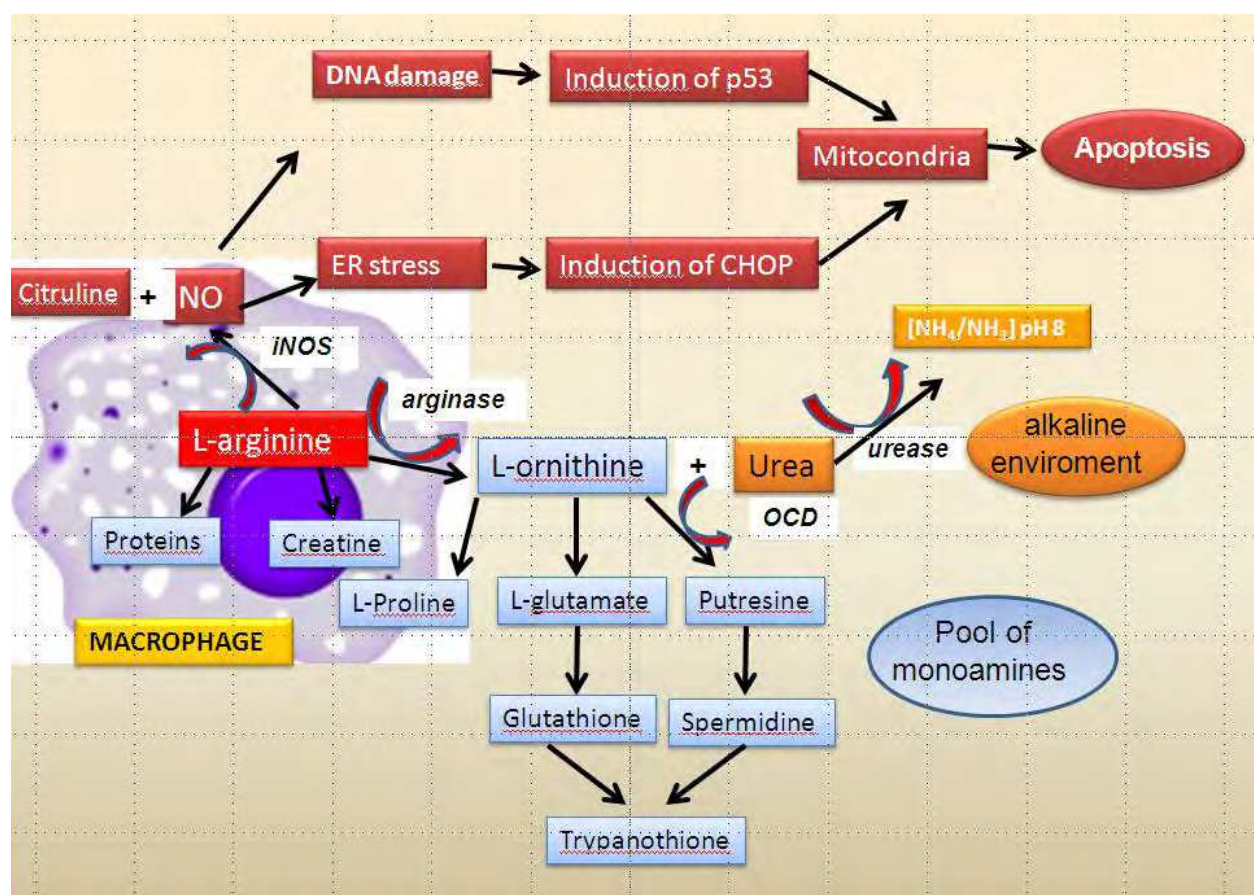 DNA damage
Induction of p53
Mitocondria
Apoptosis
ER stress
Induction of CHOP
Citruline + NO
iNOS
[NH4/NH3] pH 8
L-arginine
arginase
L-ornithine + Urea
urease
alkaline
enviroment
OCD
Proteins
Creatine
L-Proline
L-glutamate
Putresine
MACROPHAGE
Pool of
monoamines
Glutathione
Spermidine
Trypanothione